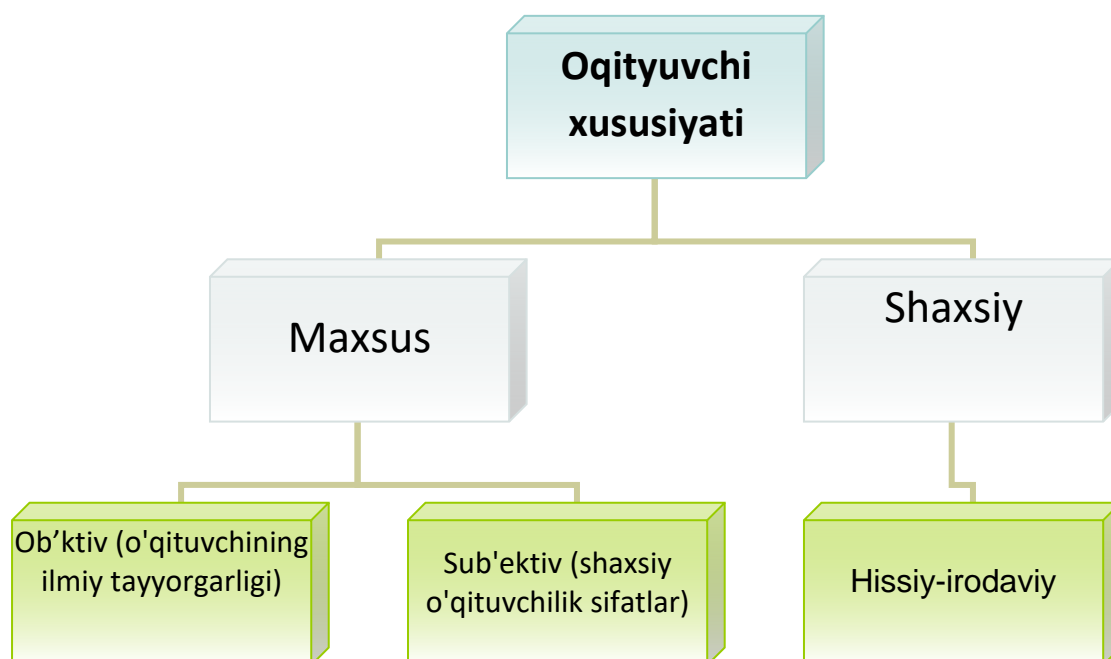 Oqityuvchi
xususiyati
Maxsus
Shaxsiy
Ob’ktiv (o'qituvchining
ilmiy tayyorgarligi)
Sub'ektiv (shaxsiy
o'qituvchilik sifatlar)
Hissiy-irodaviy